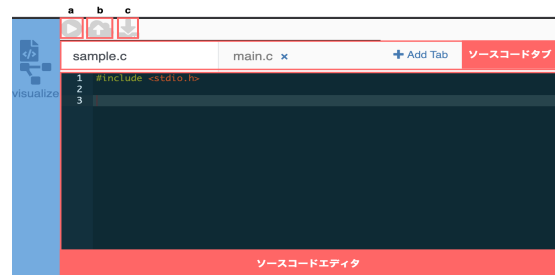 a b c
</>
sample.c main.c × + Add Tab ソースコードタブ
visualize
1 #include <stdio.h>
2
3
ソースコードエディタ